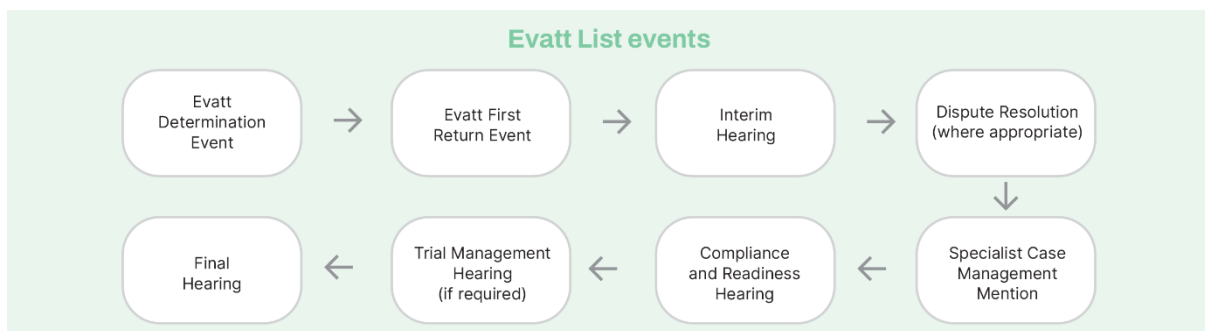 Evatt List events
Evatt
Determination
Event
Evatt First
Return Event
Interim
Hearing
Dispute Resolution
(where appropriate)
Specialist Case
Management
Mention
Compliance
and Readiness
Hearing
Trial Management
Hearing
(if required)
Final
Hearing